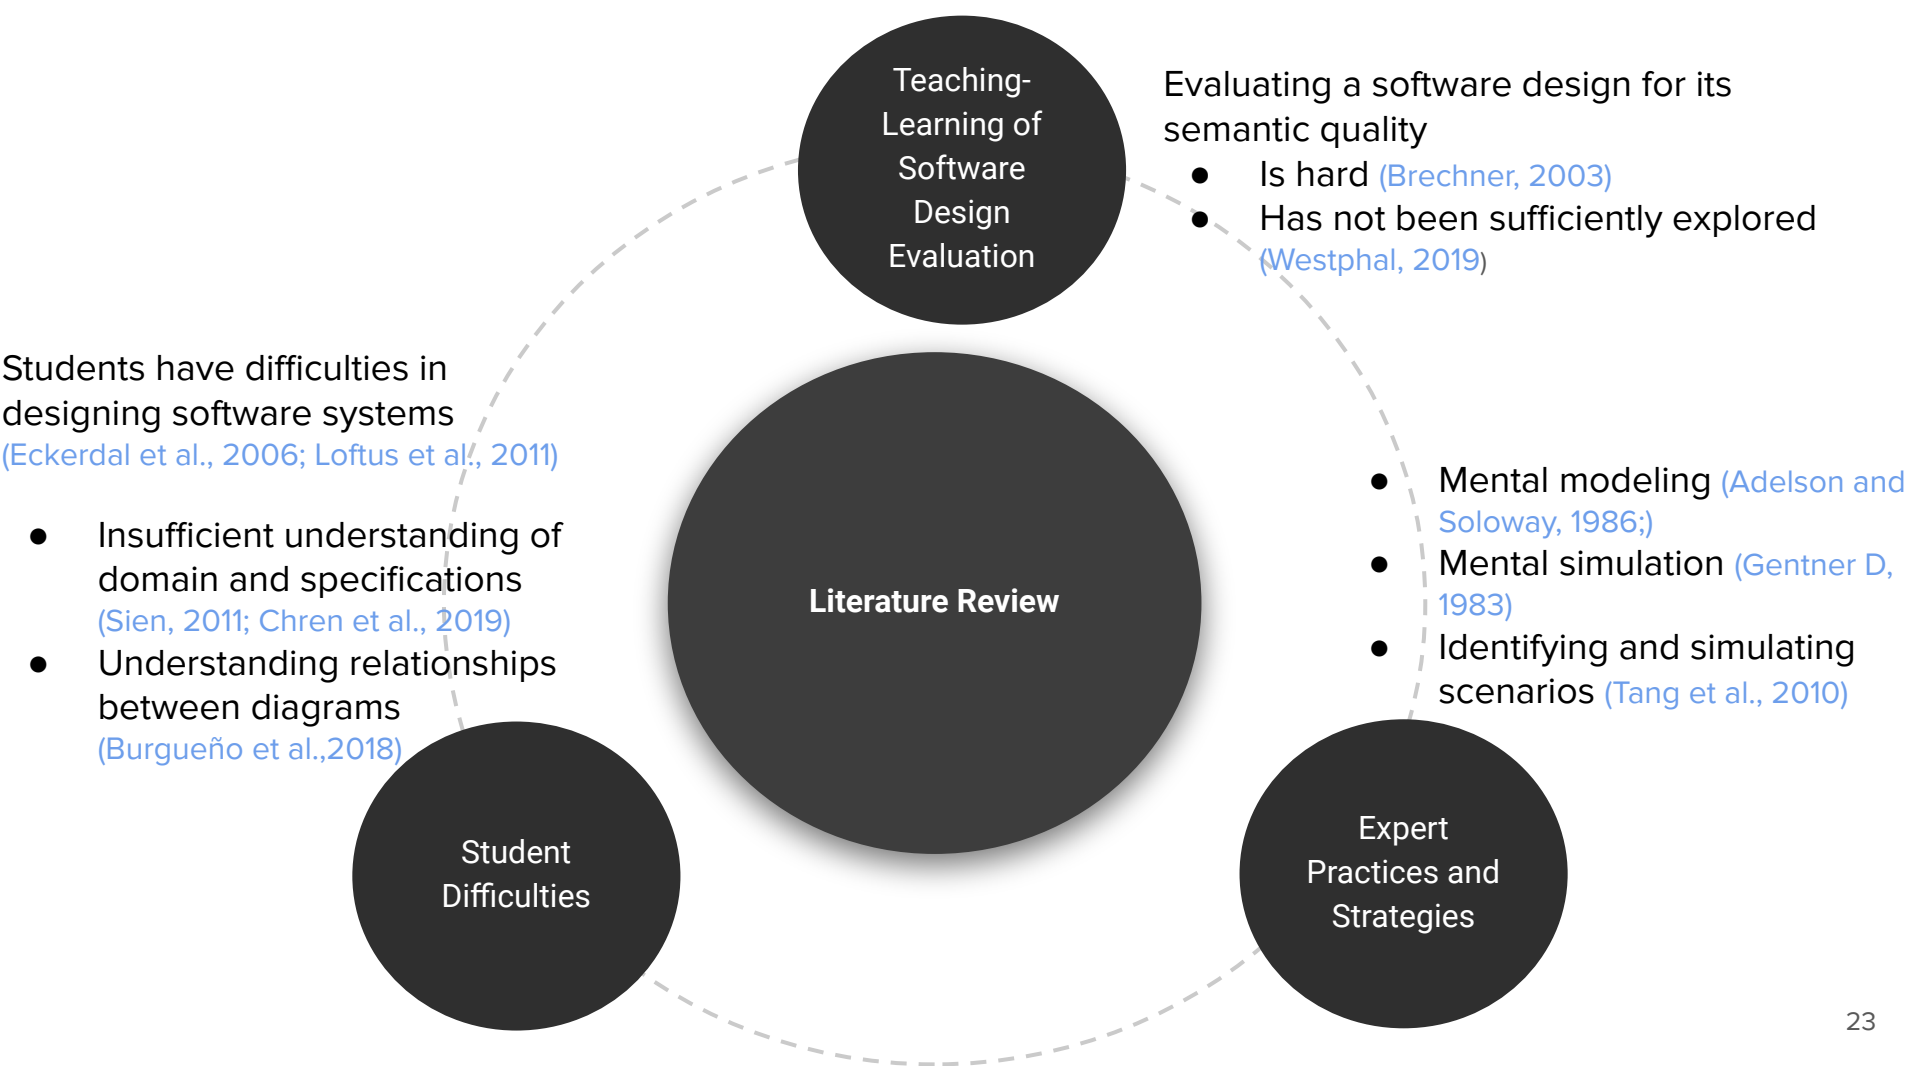 Teaching-
Learning of
Software
Design
Evaluation
Evaluating a software design for its
semantic quality
● Is hard (Brechner, 2003)
● Has not been sufficiently explored
(Westphal, 2019)
Students have difficulties in
designing software systems
(Eckerdal et al., 2006; Loftus et al., 2011)
● Insufficient understanding of
domain and specifications
(Sien, 2011; Chren et al., 2019)
● Understanding relationships
between diagrams
(Burgueño et al.,2018)
Literature Review
● Mental modeling (Adelson and
Soloway, 1986;)
● Mental simulation (Gentner D,
1983)
● Identifying and simulating
scenarios (Tang et al., 2010)
Student
Difficulties
Expert
Practices and
Strategies
23